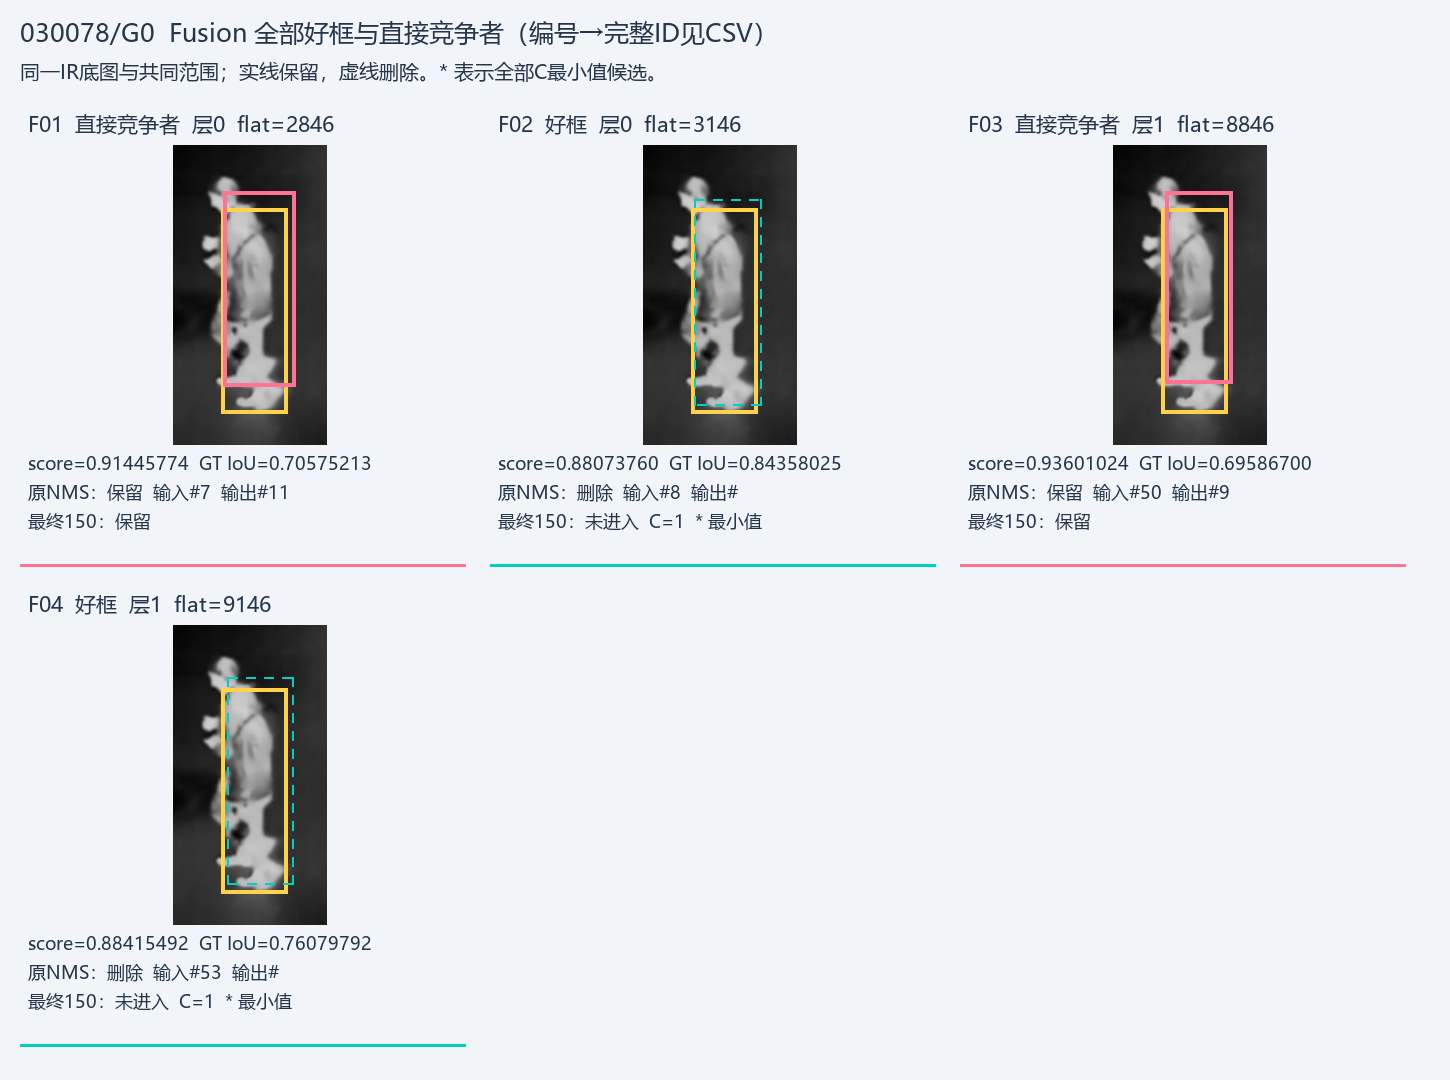 030078/G0  Fusion 全部好框与直接竞争者（编号→完整ID见CSV）
同一IR底图与共同范围；实线保留，虚线删除。* 表示全部C最小值候选。
F01  直接竞争者  层0  flat=2846
F02  好框  层0  flat=3146
F03  直接竞争者  层1  flat=8846
score=0.91445774  GT IoU=0.70575213
原NMS：保留  输入#7  输出#11
最终150：保留
score=0.88073760  GT IoU=0.84358025
原NMS：删除  输入#8  输出#
最终150：未进入  C=1  * 最小值
score=0.93601024  GT IoU=0.69586700
原NMS：保留  输入#50  输出#9
最终150：保留
F04  好框  层1  flat=9146
score=0.88415492  GT IoU=0.76079792
原NMS：删除  输入#53  输出#
最终150：未进入  C=1  * 最小值